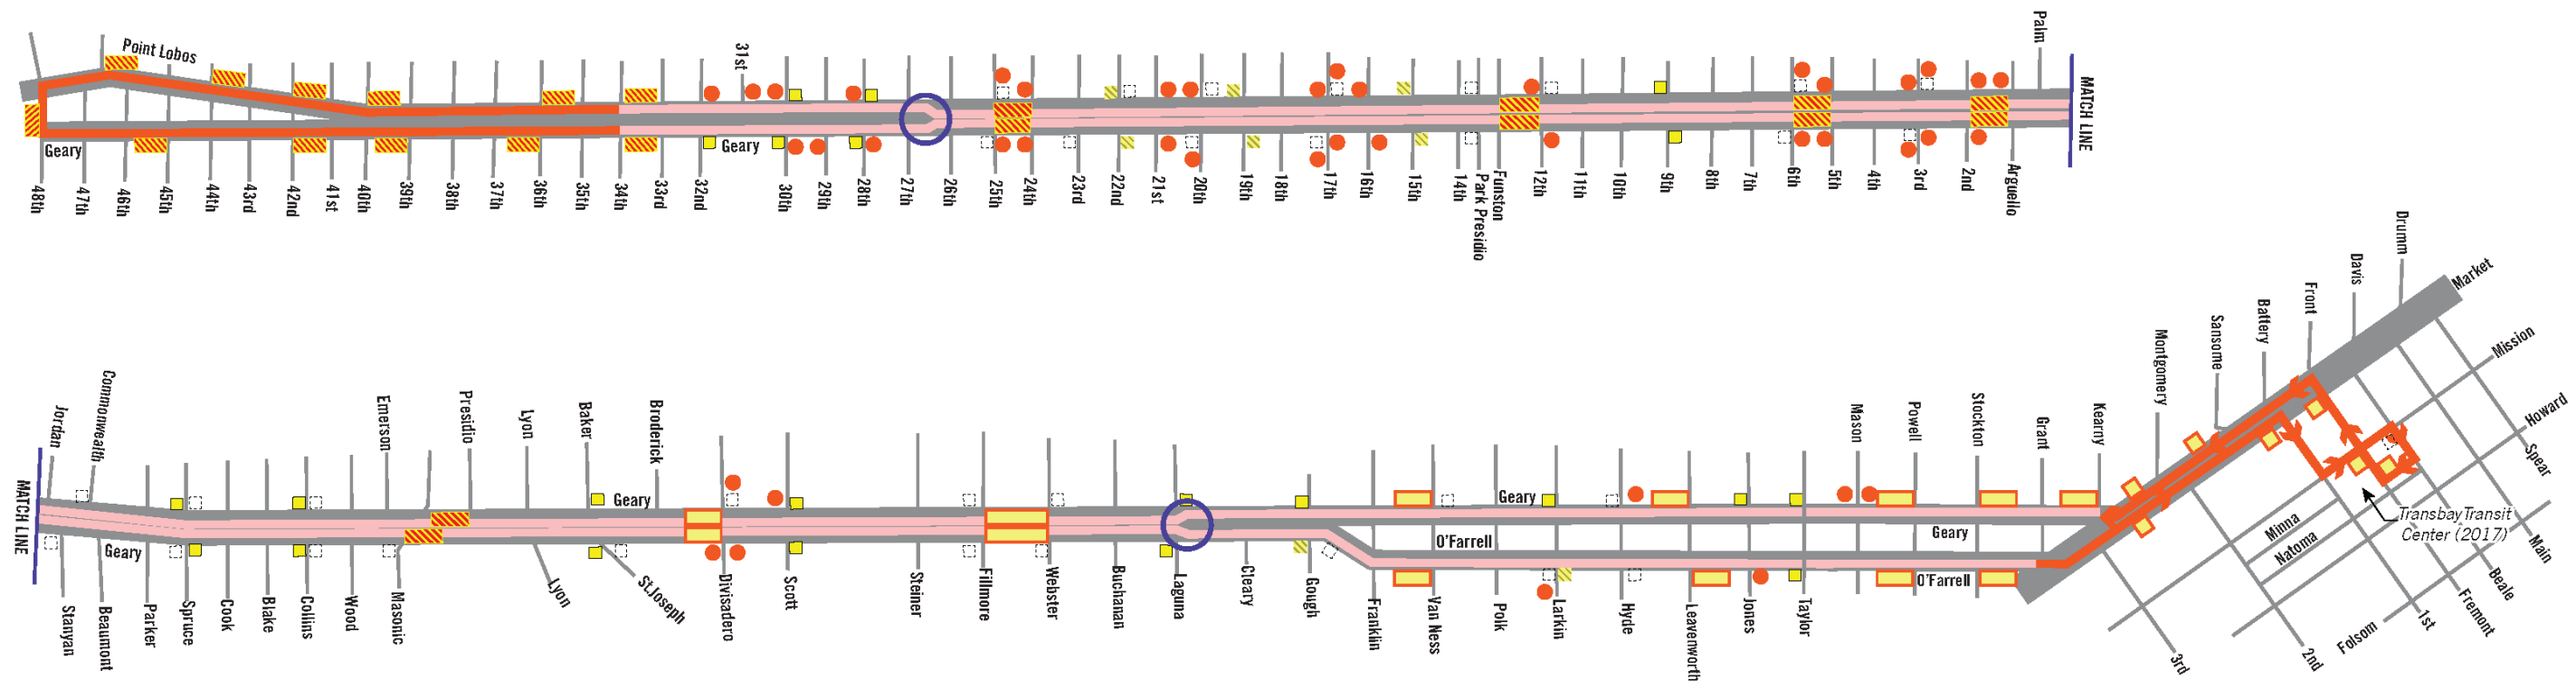 Point Lobos
31st
Palm
MATCH LINE
Geary
Geary
48th
47th
46th
45th
44th
43rd
42nd
41st
40th
39th
38th
37th
36th
35th
34th
33rd
32nd
30th
29th
28th
27th
26th
25th
24th
23rd
22nd
21st
20th
19th
18th
17th
16th
15th
14th
Park Presidio
Funston
12th
11th
10th
9th
8th
7th
6th
5th
4th
3rd
2nd
Arguello
MATCH LINE
Jordan
Commonwealth
Emerson
Presidio
Lyon
Baker
Broderick
Geary
Geary
Geary
O'Farrell
Geary
O'Farrell
Mason
Powell
Stockton
Grant
Kearny
Montgomery
Sansome
Battery
Front
Davis
Drumm
Market
Mission
Howard
Spear
Main
Beale
Fremont
1st
Folsom
2nd
3rd
Minna
Natoma
Transbay Transit
Center (2017)
Stanyan
Beaumont
Parker
Spruce
Cook
Blake
Collins
Wood
Masonic
Lyon
St.Joseph
Divisadero
Scott
Steiner
Fillmore
Webster
Buchanan
Laguna
Cleary
Gough
Franklin
Van Ness
Polk
Larkin
Hyde
Leavenworth
Jones
Taylor